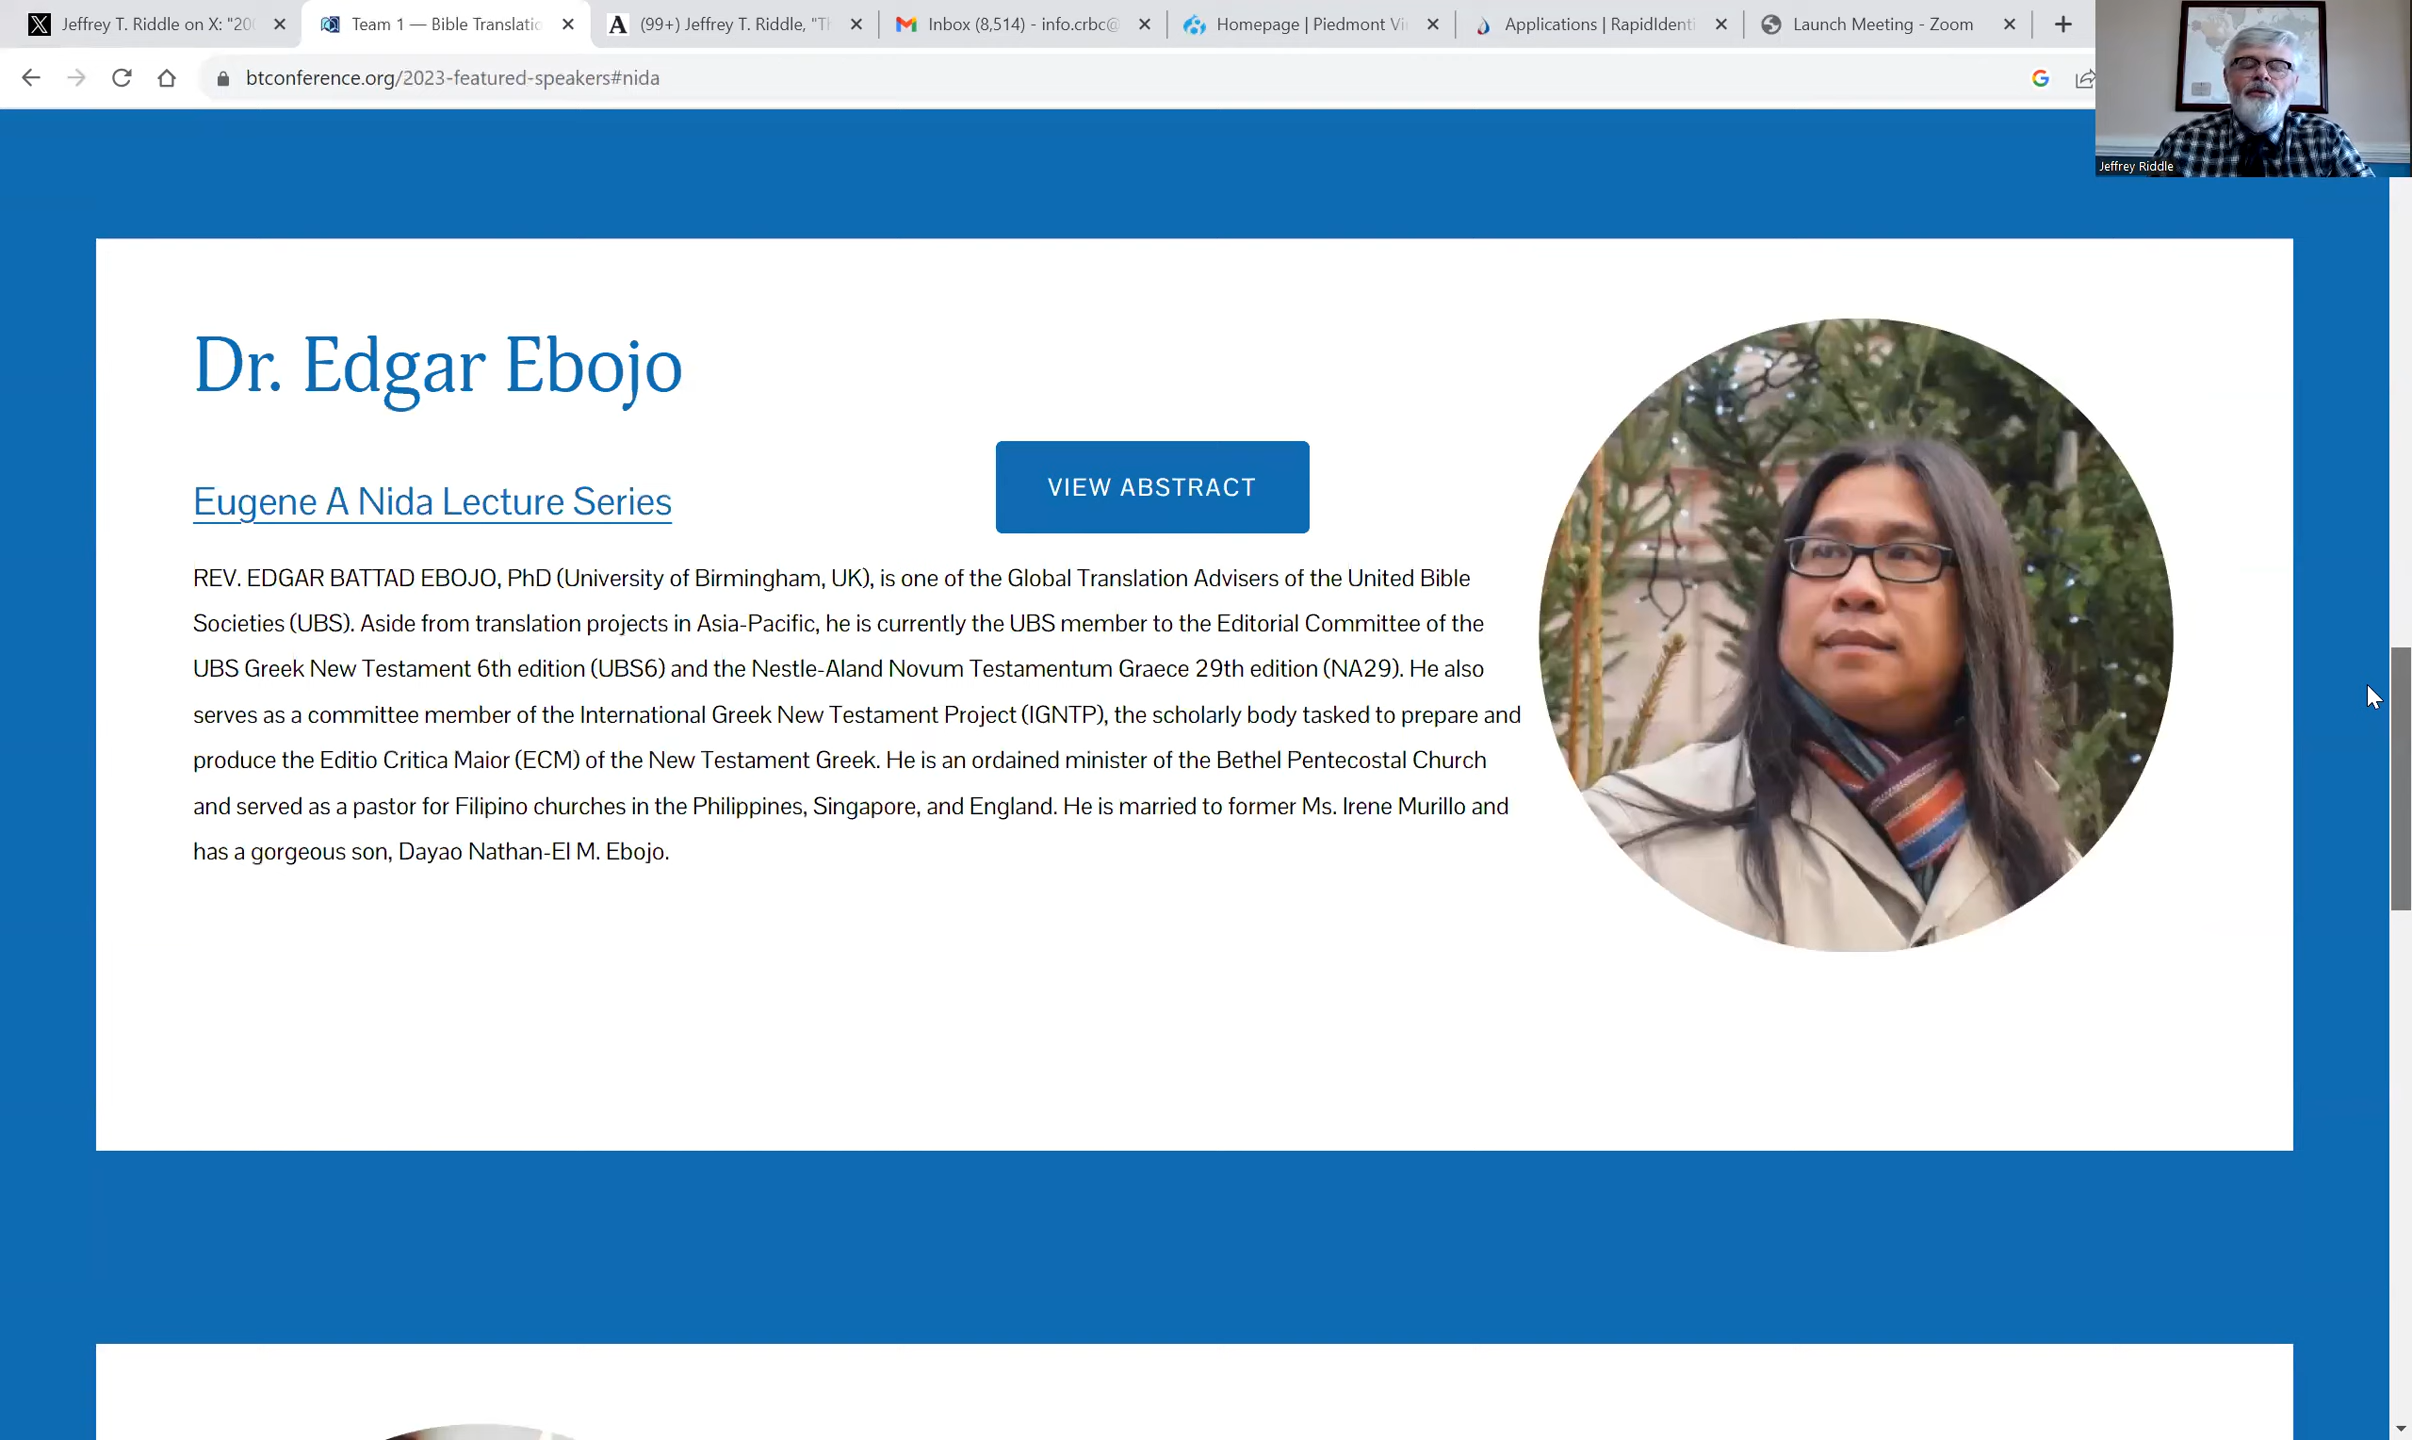 Jeffrey T. Riddle on X: "20
Team 1 — Bible Translatio
(99+) Jeffrey T. Riddle, "Th
Inbox (8,514) - info.crbc@
Homepage | Piedmont Vi
Applications | RapidIdenti
Launch Meeting - Zoom
btconference.org/2023-featured-speakers#nida
Jeffrey Riddle
Dr. Edgar Ebojo
VIEW ABSTRACT
Eugene A Nida Lecture Series
REV. EDGAR BATTAD EBOJO, PhD (University of Birmingham, UK), is one of the Global Translation Advisers of the United Bible
Societies (UBS). Aside from translation projects in Asia-Pacific, he is currently the UBS member to the Editorial Committee of the
UBS Greek New Testament 6th edition (UBS6) and the Nestle-Aland Novum Testamentum Graece 29th edition (NA29). He also
serves as a committee member of the International Greek New Testament Project (IGNTP), the scholarly body tasked to prepare and
produce the Editio Critica Maior (ECM) of the New Testament Greek. He is an ordained minister of the Bethel Pentecostal Church
and served as a pastor for Filipino churches in the Philippines, Singapore, and England. He is married to former Ms. Irene Murillo and
has a gorgeous son, Dayao Nathan-El M. Ebojo.